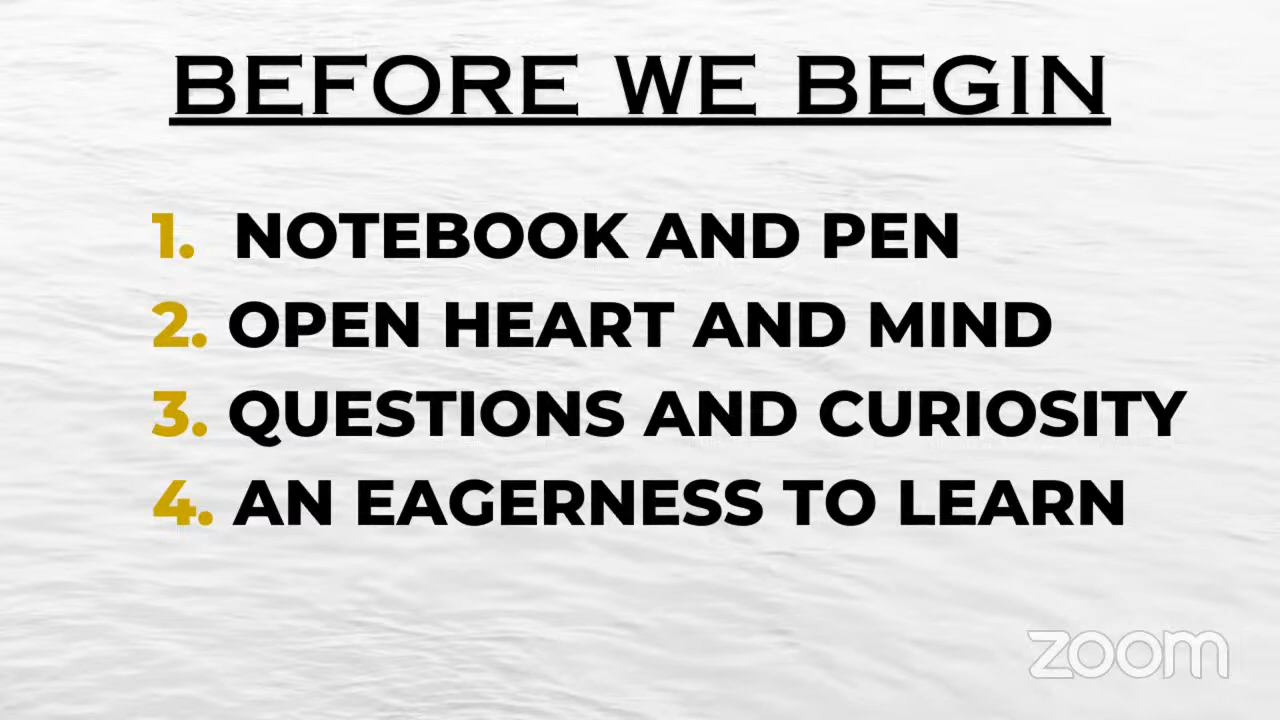 BEFORE WE BEGIN
1. NOTEBOOK AND PEN
2. OPEN HEART AND MIND
3. QUESTIONS AND CURIOSITY
4. AN EAGERNESS TO LEARN
zoom